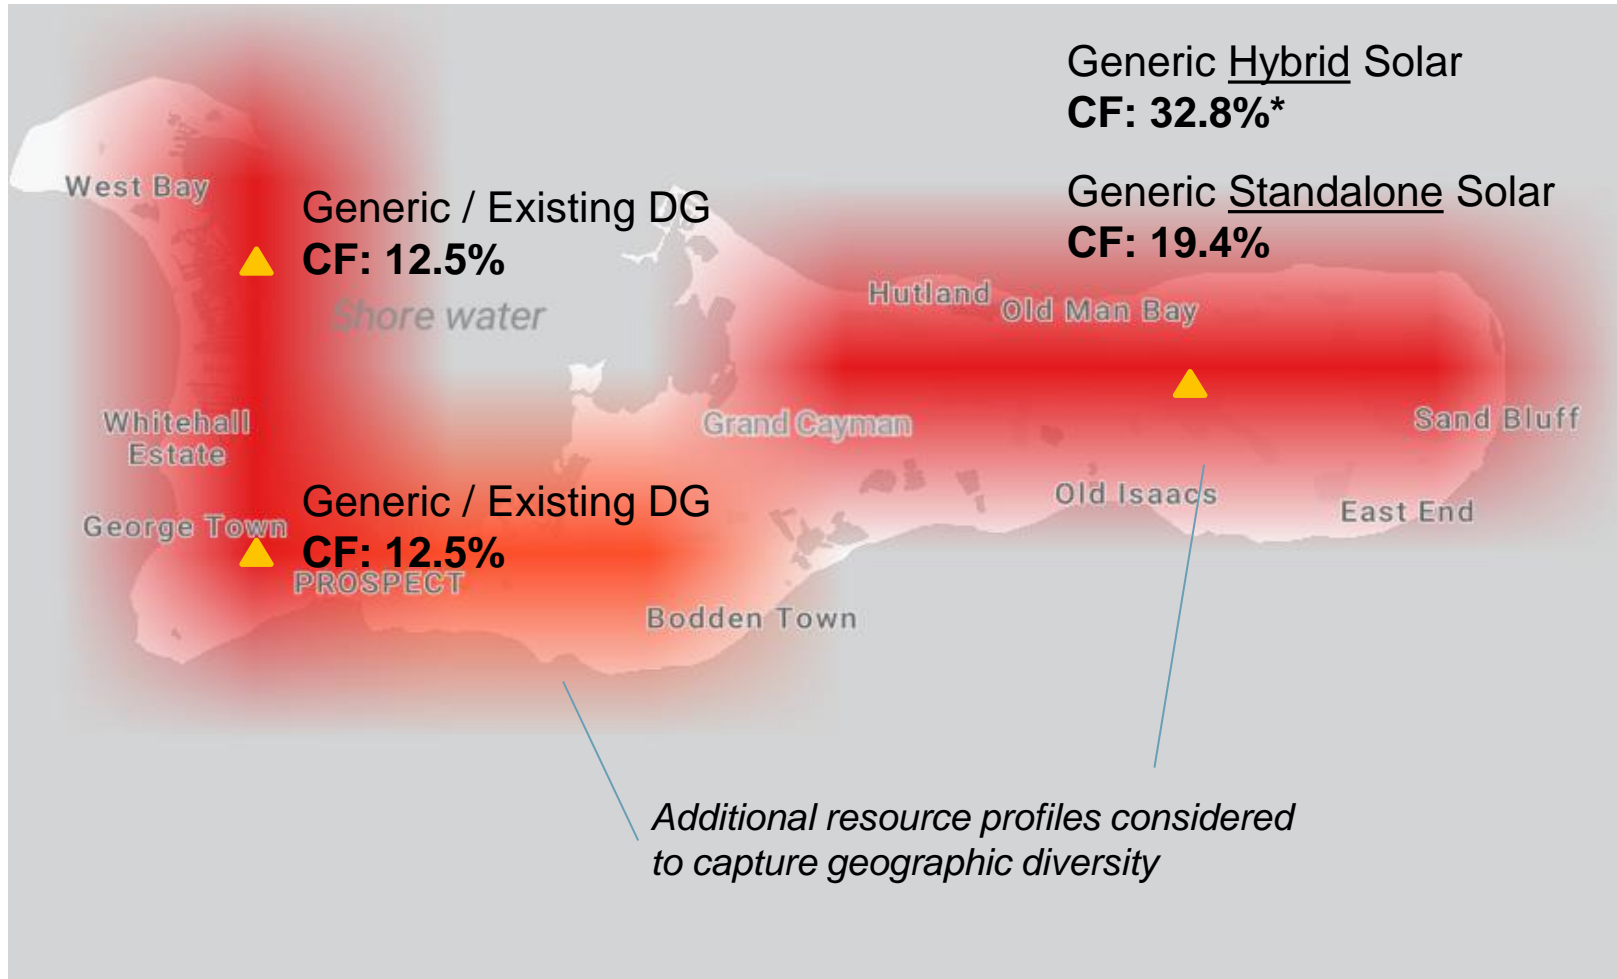 Generic Hybrid Solar
CF: 32.8%*
Generic Standalone Solar
CF: 19.4%
West Bay
Generic / Existing DG
CF: 12.5%
Shore water
Hutland
Old Man Bay
Grand Cayman
Sand Bluff
Whitehall
Estate
Generic / Existing DG
CF: 12.5%
George Town
PROSPECT
Old Isaacs
East End
Bodden Town
Additional resource profiles considered
to capture geographic diversity